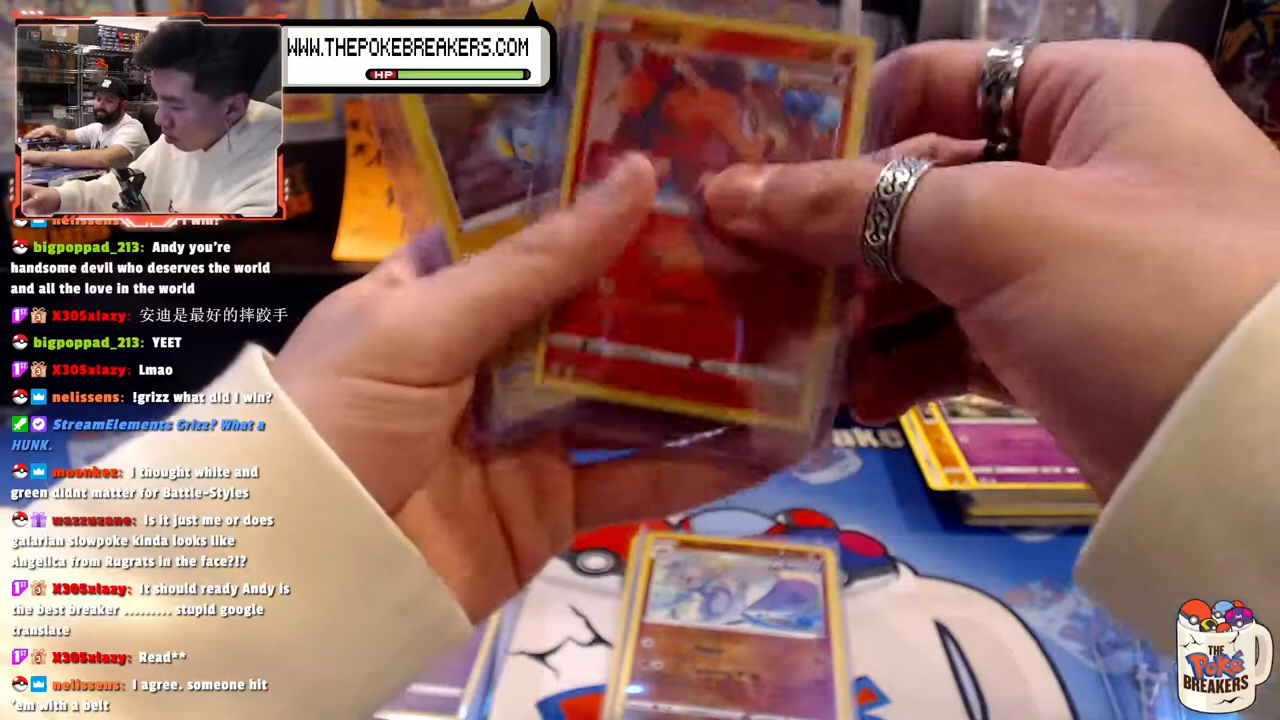 WWW.THEPOKEBREAKERS.COM
HP
bigpoppad_213: Andy you're
handsome devil who deserves the world
and all the love in the world
X305xlazy: 安迪是最好的摔跤手
bigpoppad_213: YEET
X305xlazy: Lmao
nelissens: !grizz what did I win?
StreamElements Grizz? What a
HUNK.
moonkez: I thought white and
green didnt matter for Battle-Styles
wazzuzane: Is it just me or does
galarian slowpoke kinda looks like
Angelica from Rugrats in the face?!?
X305xlazy: It should ready Andy is
the best breaker ......... stupid google
translate
X305xlazy: Read**
nelissens: I agree. someone hit
'em with a belt
THE
Poké
BREAKERS